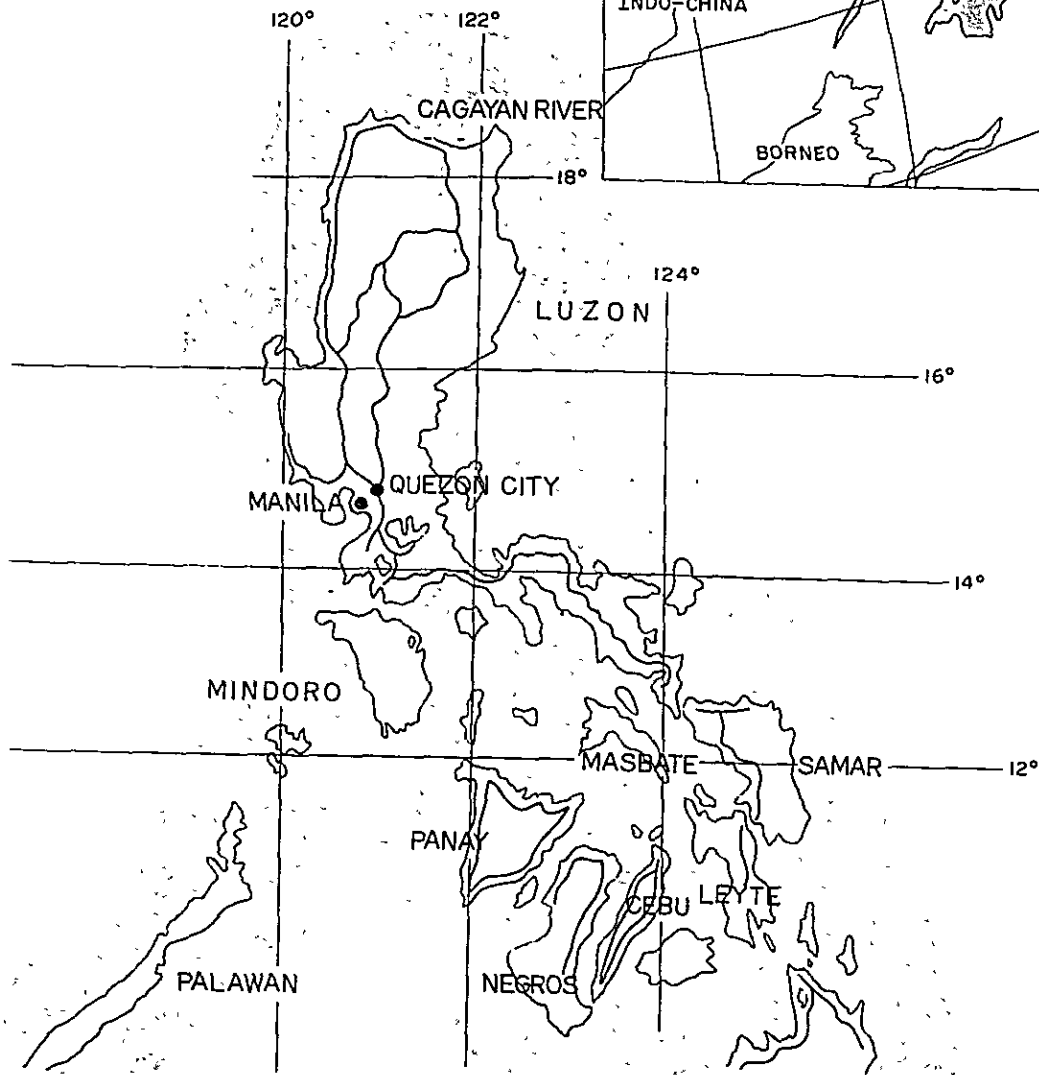 120° 122°
INDO-CHINA
CAGAYAN RIVER
BORNEO
18°
124°
LUZON
16°
QUEZON CITY
MANILA
14°
MINDORO
MASBATE SAMAR 12°
PANAY
CEBU LEYTE
PALAWAN NEGROS